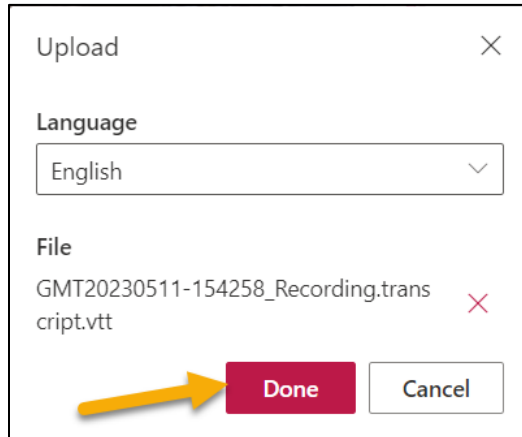 Upload
Language
English
File
GMT20230511-154258_Recording.trans
cript.vtt
Done
Cancel